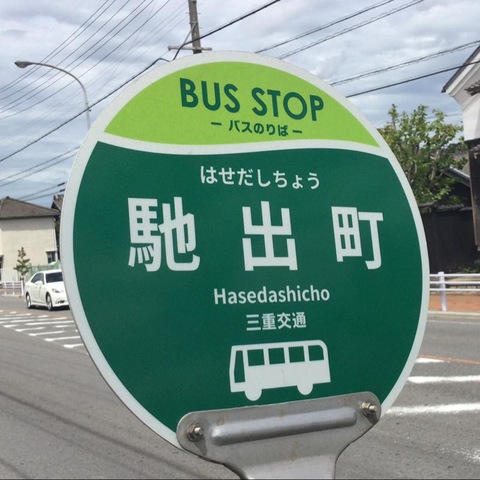 BUS STOP
ー バスのりば ー
はせだしちょう
馳出町
Hasedashicho
三重交通